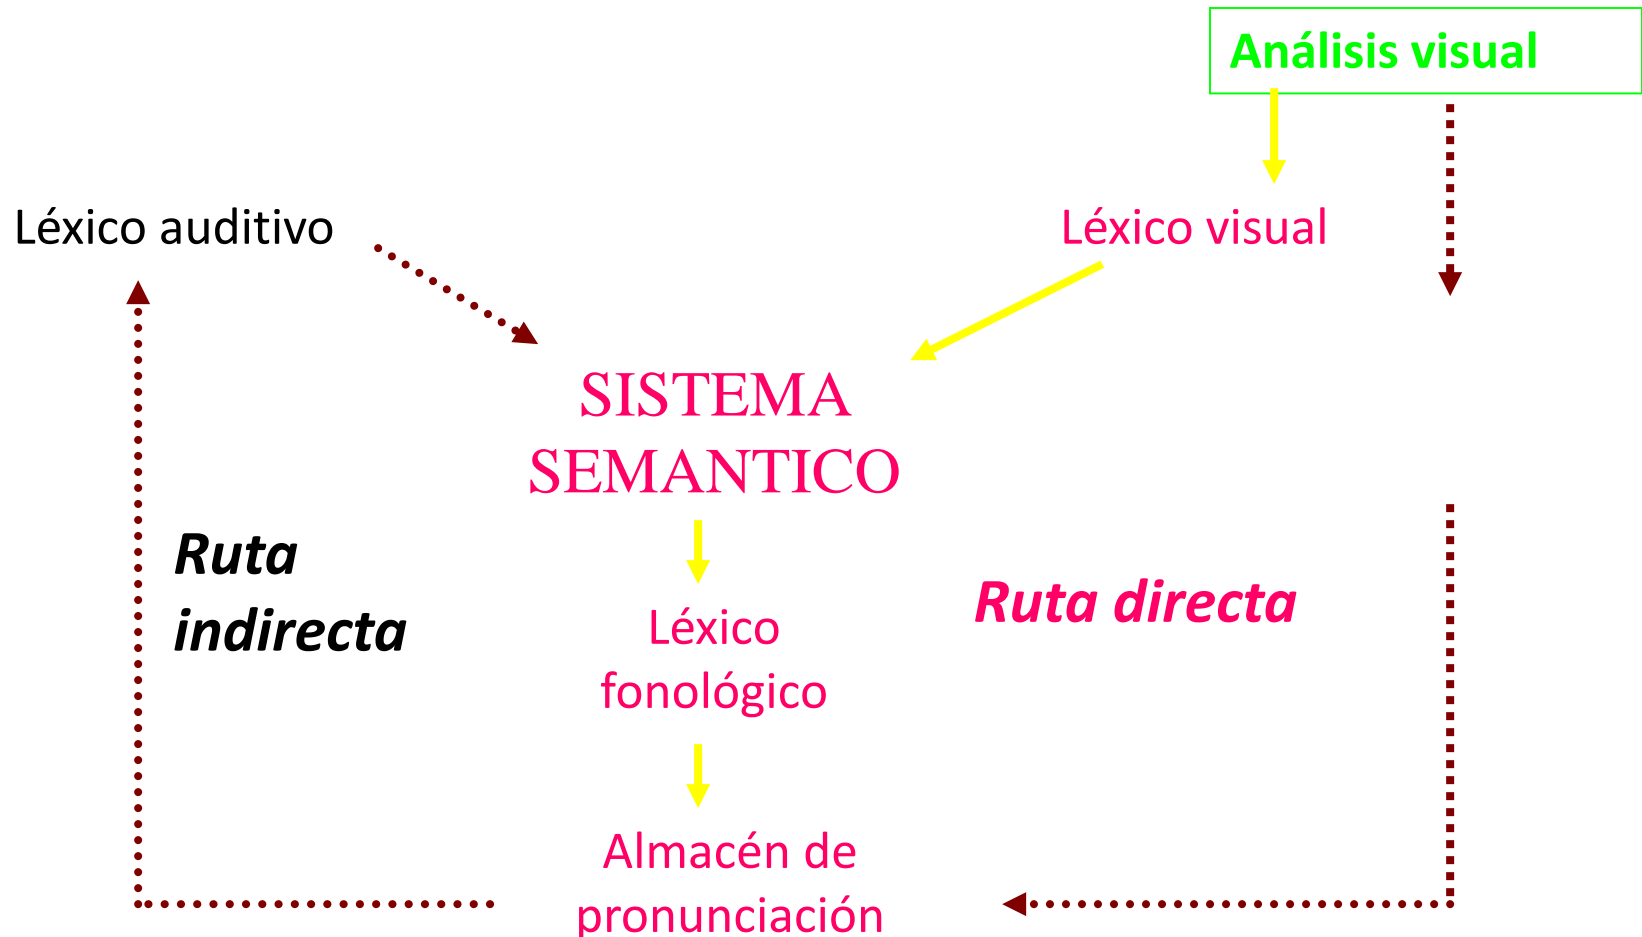 Análisis visual
Léxico auditivo
Léxico visual
SISTEMA
SEMANTICO
Ruta
indirecta
Ruta directa
Léxico
fonológico
Almacén de
pronunciación